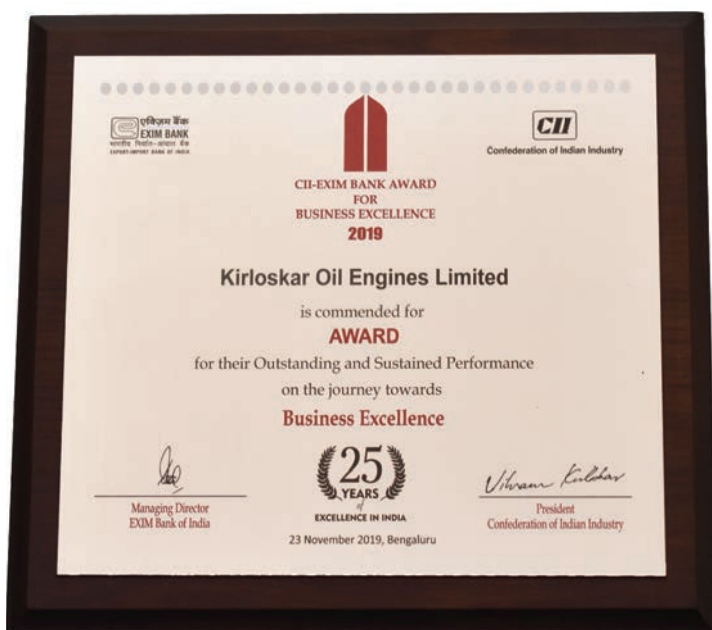 एक्ज़िम बैंक
EXIM BANK
भारतीय निर्यात-आयात बैंक
EXPORT-IMPORT BANK OF INDIA
CII
Confederation of Indian Industry
CII-EXIM BANK AWARD
FOR
BUSINESS EXCELLENCE
2019
Kirloskar Oil Engines Limited
is commended for
AWARD
for their Outstanding and Sustained Performance
on the journey towards
Business Excellence
25
YEARS
of
EXCELLENCE IN INDIA
23 November 2019, Bengaluru
Managing Director
EXIM Bank of India
Vikram Kirloskar
President
Confederation of Indian Industry